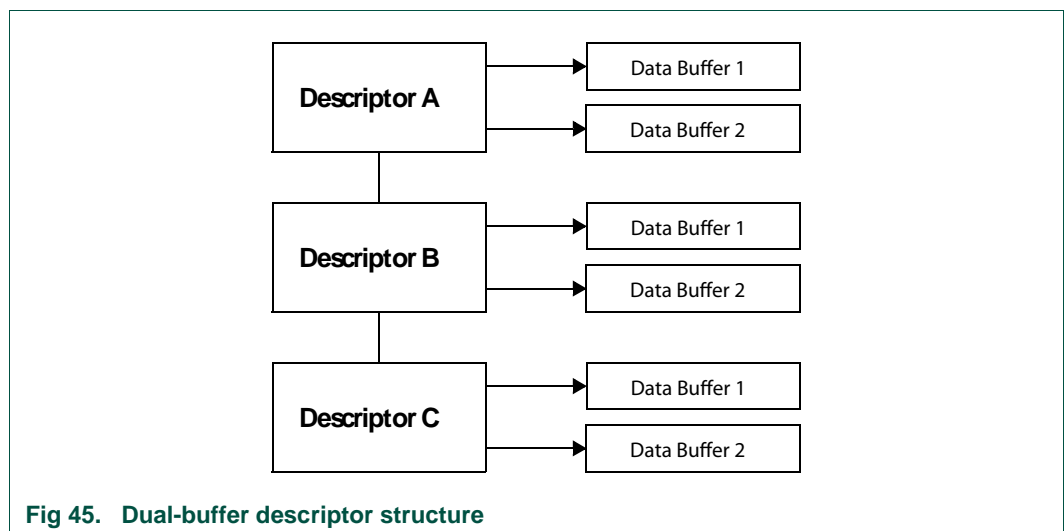 Descriptor A
Data Buffer 1
Data Buffer 2
Descriptor B
Data Buffer 1
Data Buffer 2
Descriptor C
Data Buffer 1
Data Buffer 2
Fig 45. Dual-buffer descriptor structure